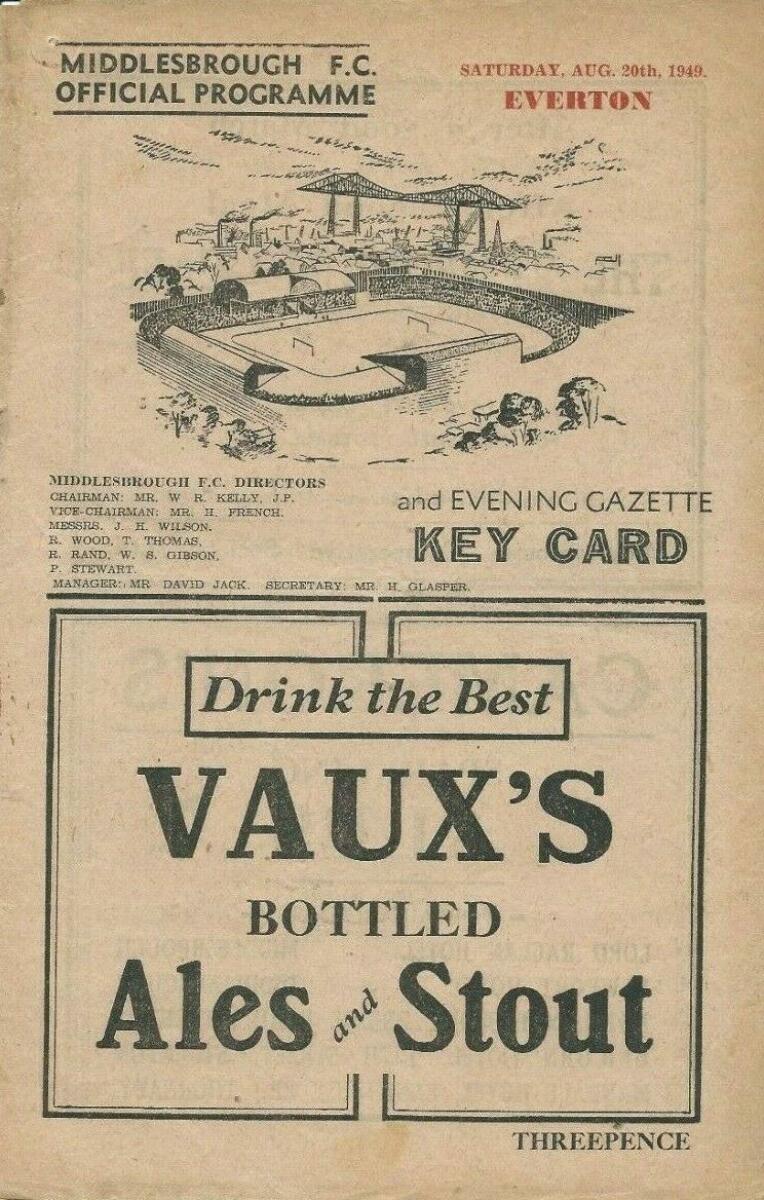 MIDDLESBROUGH F.C.
OFFICIAL PROGRAMME
SATURDAY, AUG. 20th, 1949.
EVERTON
MIDDLESBROUGH F.C. DIRECTORS
CHAIRMAN: MR. W R. KELLY, J.P.
VICE-CHAIRMAN: MR. H. FRENCH.
MESSRS. J. H. WILSON.
R. WOOD, T. THOMAS,
R. RAND, W. S. GIBSON,
P. STEWART.
MANAGER: MR DAVID JACK. SECRETARY: MR. H. GLASPER.
and EVENING GAZETTE
KEY CARD
Drink the Best
VAUX'S
BOTTLED
Ales and Stout
THREEPENCE